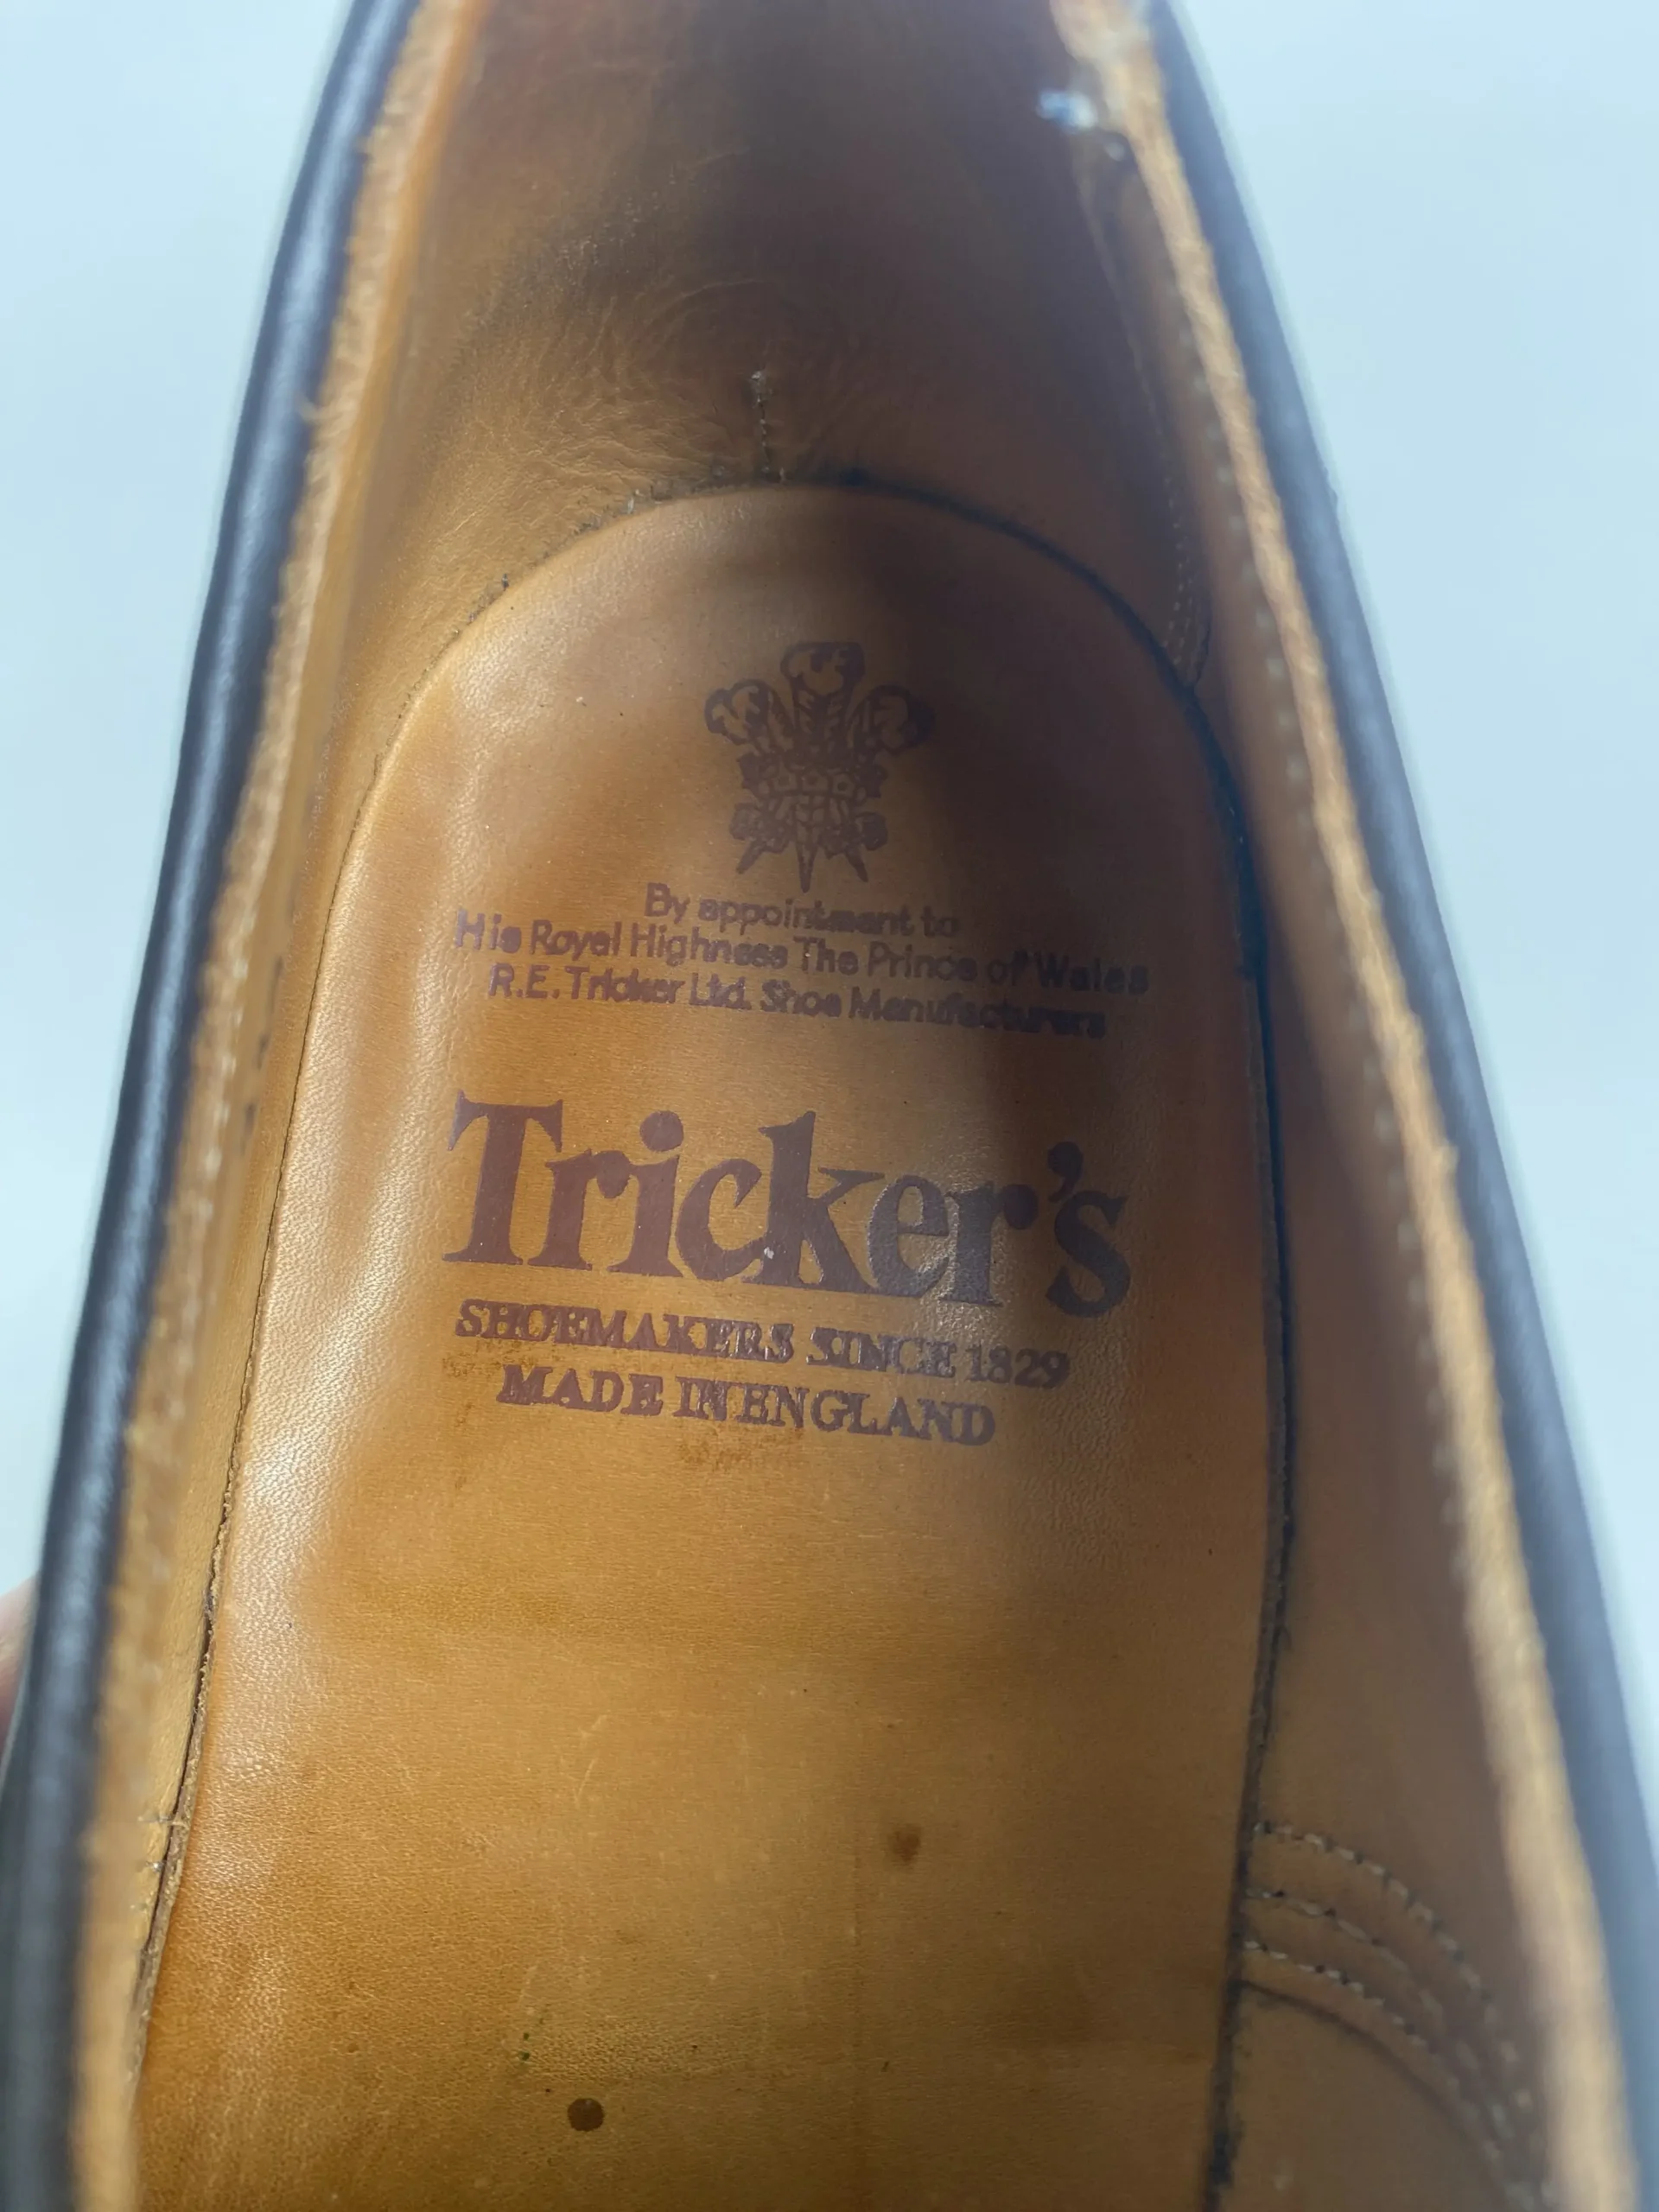 By appointment to
His Royal Highness The Prince of Wales
R.E. Tricker Ltd. Shoe Manufacturers
Tricker's
SHOEMAKERS SINCE 1829
MADE IN ENGLAND